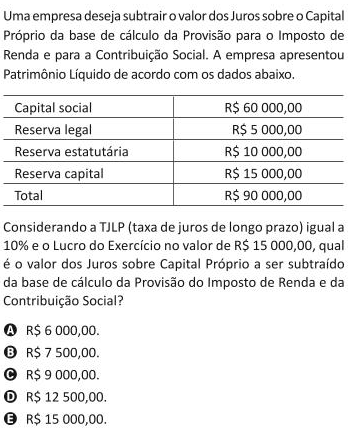 Uma empresa deseja subtrair o valor dos Juros sobre o Capital
Próprio da base de cálculo da Provisão para o Imposto de
Renda e para a Contribuição Social. A empresa apresentou
Patrimônio Líquido de acordo com os dados abaixo.
Capital social R$ 60 000,00
Reserva legal R$ 5 000,00
Reserva estatutária R$ 10 000,00
Reserva capital R$ 15 000,00
Total R$ 90 000,00
Considerando a TJLP (taxa de juros de longo prazo) igual a
10% e o Lucro do Exercício no valor de R$ 15 000,00, qual
é o valor dos Juros sobre Capital Próprio a ser subtraído
da base de cálculo da Provisão do Imposto de Renda e da
Contribuição Social?
A R$ 6 000,00.
B R$ 7 500,00.
C R$ 9 000,00.
D R$ 12 500,00.
E R$ 15 000,00.